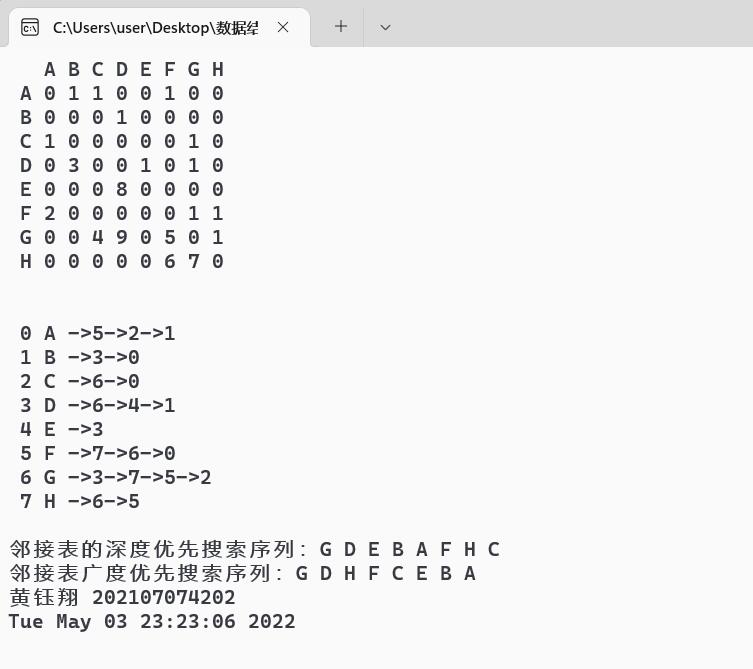 C:\Users\user\Desktop\数据结
A B C D E F G H
A 0 1 1 0 0 1 0 0
B 0 0 0 1 0 0 0 0
C 1 0 0 0 0 0 1 0
D 0 3 0 0 1 0 1 0
E 0 0 0 8 0 0 0 0
F 2 0 0 0 0 0 1 1
G 0 0 4 9 0 5 0 1
H 0 0 0 0 0 6 7 0
0 A ->5->2->1
1 B ->3->0
2 C ->6->0
3 D ->6->4->1
4 E ->3
5 F ->7->6->0
6 G ->3->7->5->2
7 H ->6->5
邻接表的深度优先搜索序列: G D E B A F H C
邻接表广度优先搜索序列: G D H F C E B A
黄钰翔 202107074202
Tue May 03 23:23:06 2022